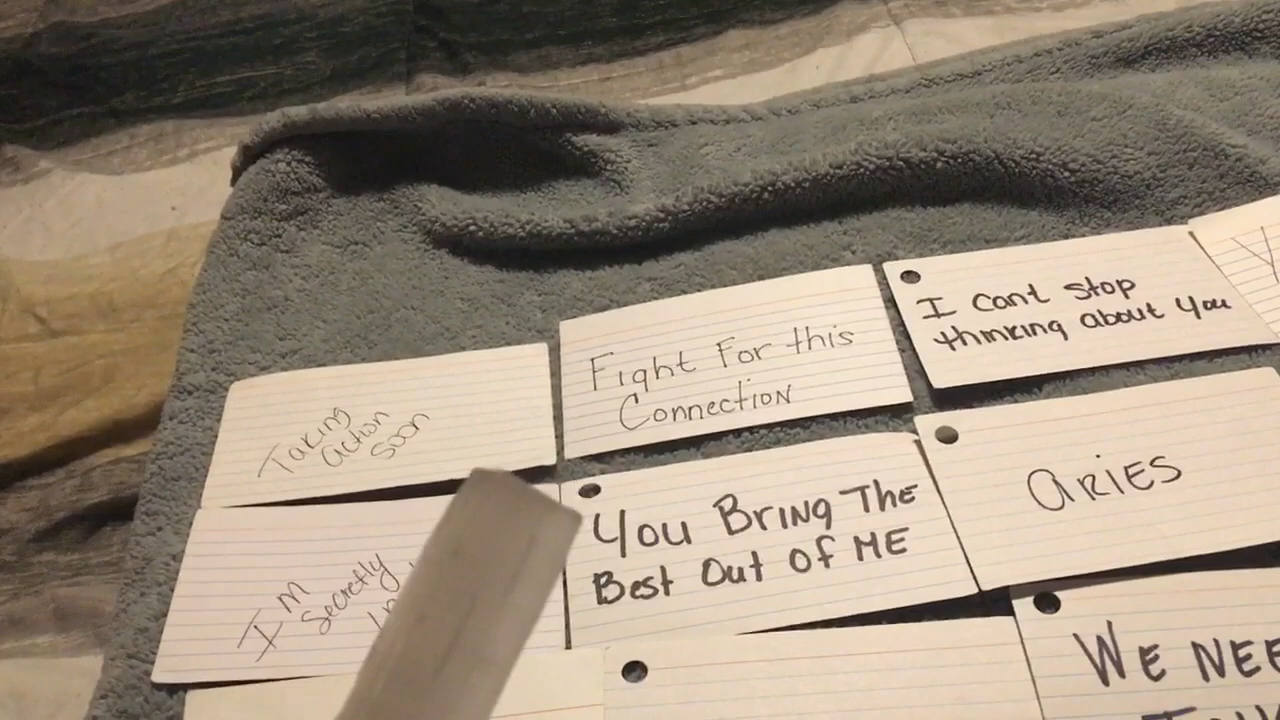 Taking
action
soon
Fight For this
Connection
I cant stop
thinking about you
I'M
Secretly
You BRiNg The
Best Out Of ME
aRIES
WE NEE